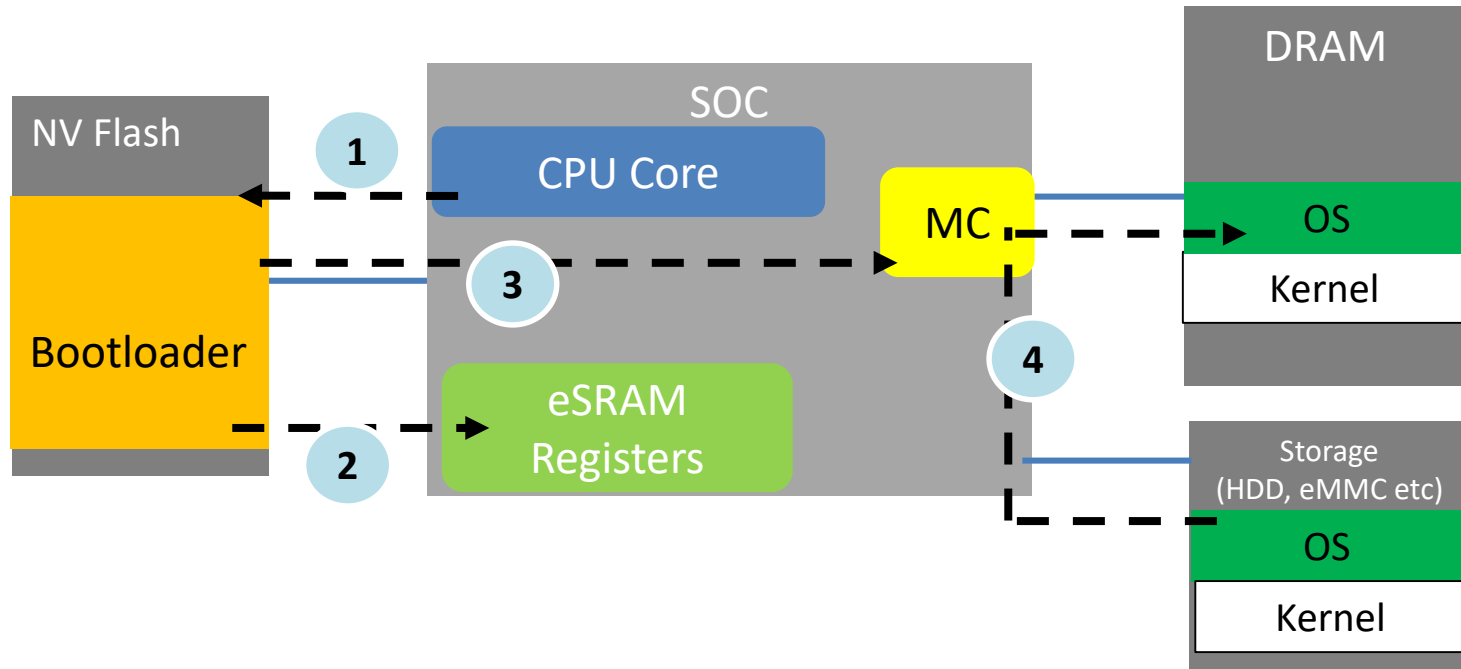 DRAM
SOC
NV Flash
1
CPU Core
MC
OS
Kernel
3
Bootloader
4
eSRAM
Registers
2
Storage
(HDD, eMMC etc)
OS
Kernel